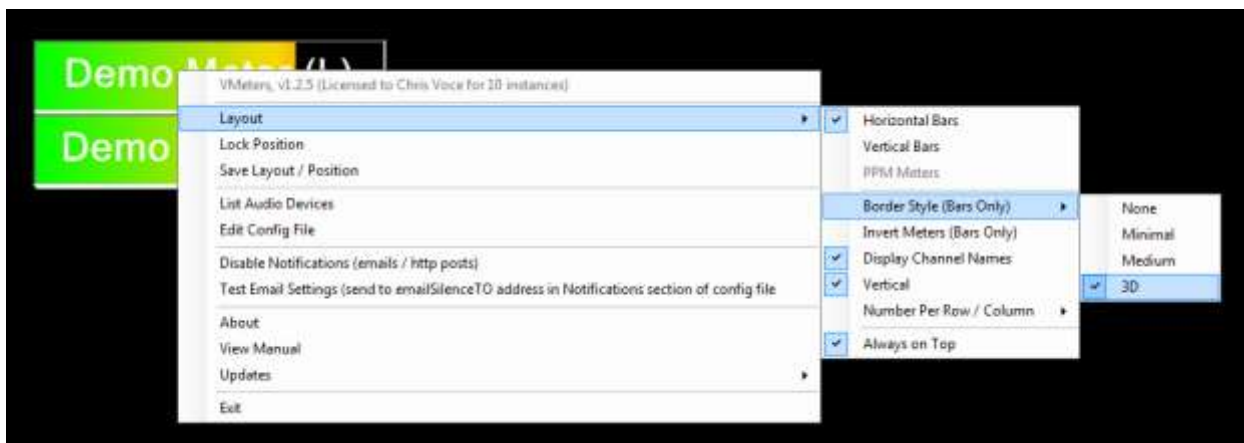 Demo Meter (L)
Demo
VMeters, v1.2.5 (Licensed to Chris Voce for 10 instances)
Layout
Lock Position
Save Layout / Position
List Audio Devices
Edit Config File
Disable Notifications (emails / http posts)
Test Email Settings (send to emailSilenceTO address in Notifications section of config file
About
View Manual
Updates
Exit
Horizontal Bars
Vertical Bars
PPM Meters
Border Style (Bars Only)
Invert Meters (Bars Only)
Display Channel Names
Vertical
Number Per Row / Column
Always on Top
None
Minimal
Medium
3D